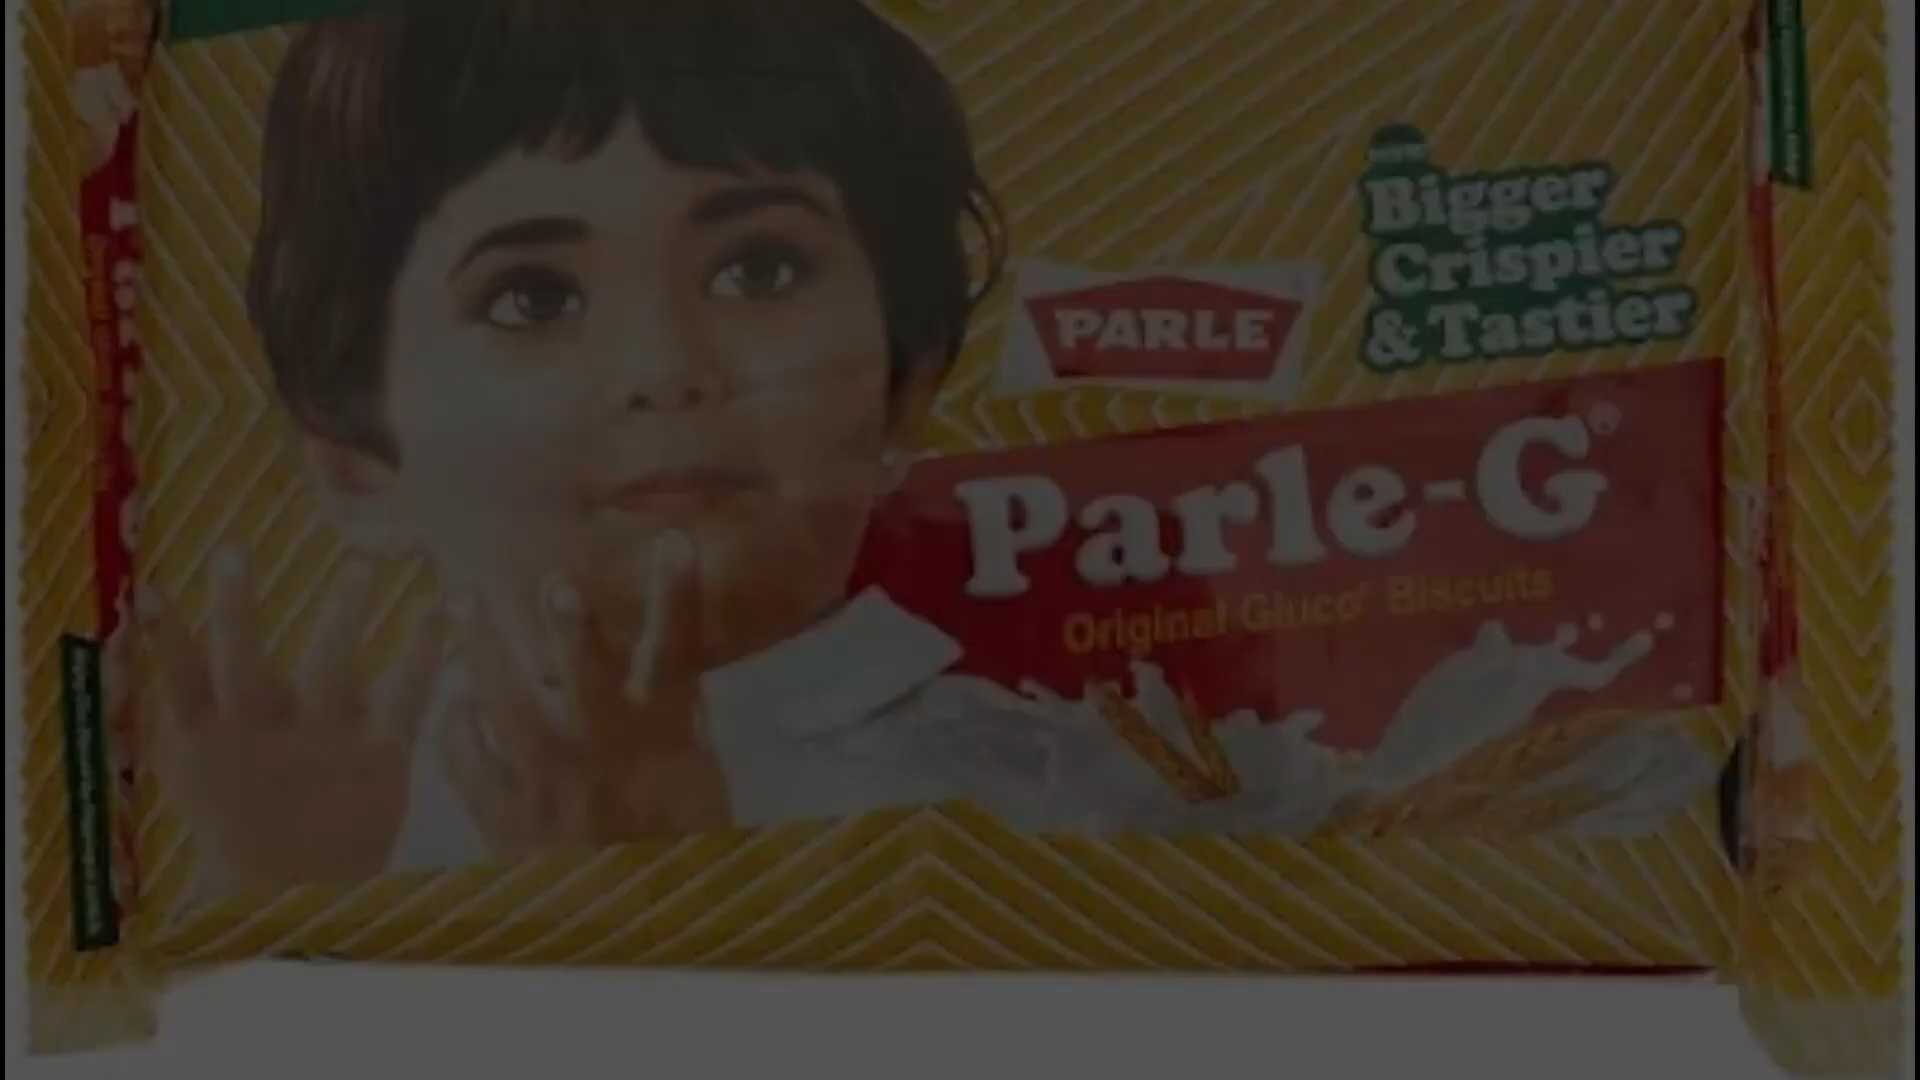 Bigger
Crispier
& Tastier
PARLE
Parle-G®
Original Gluco Biscuits